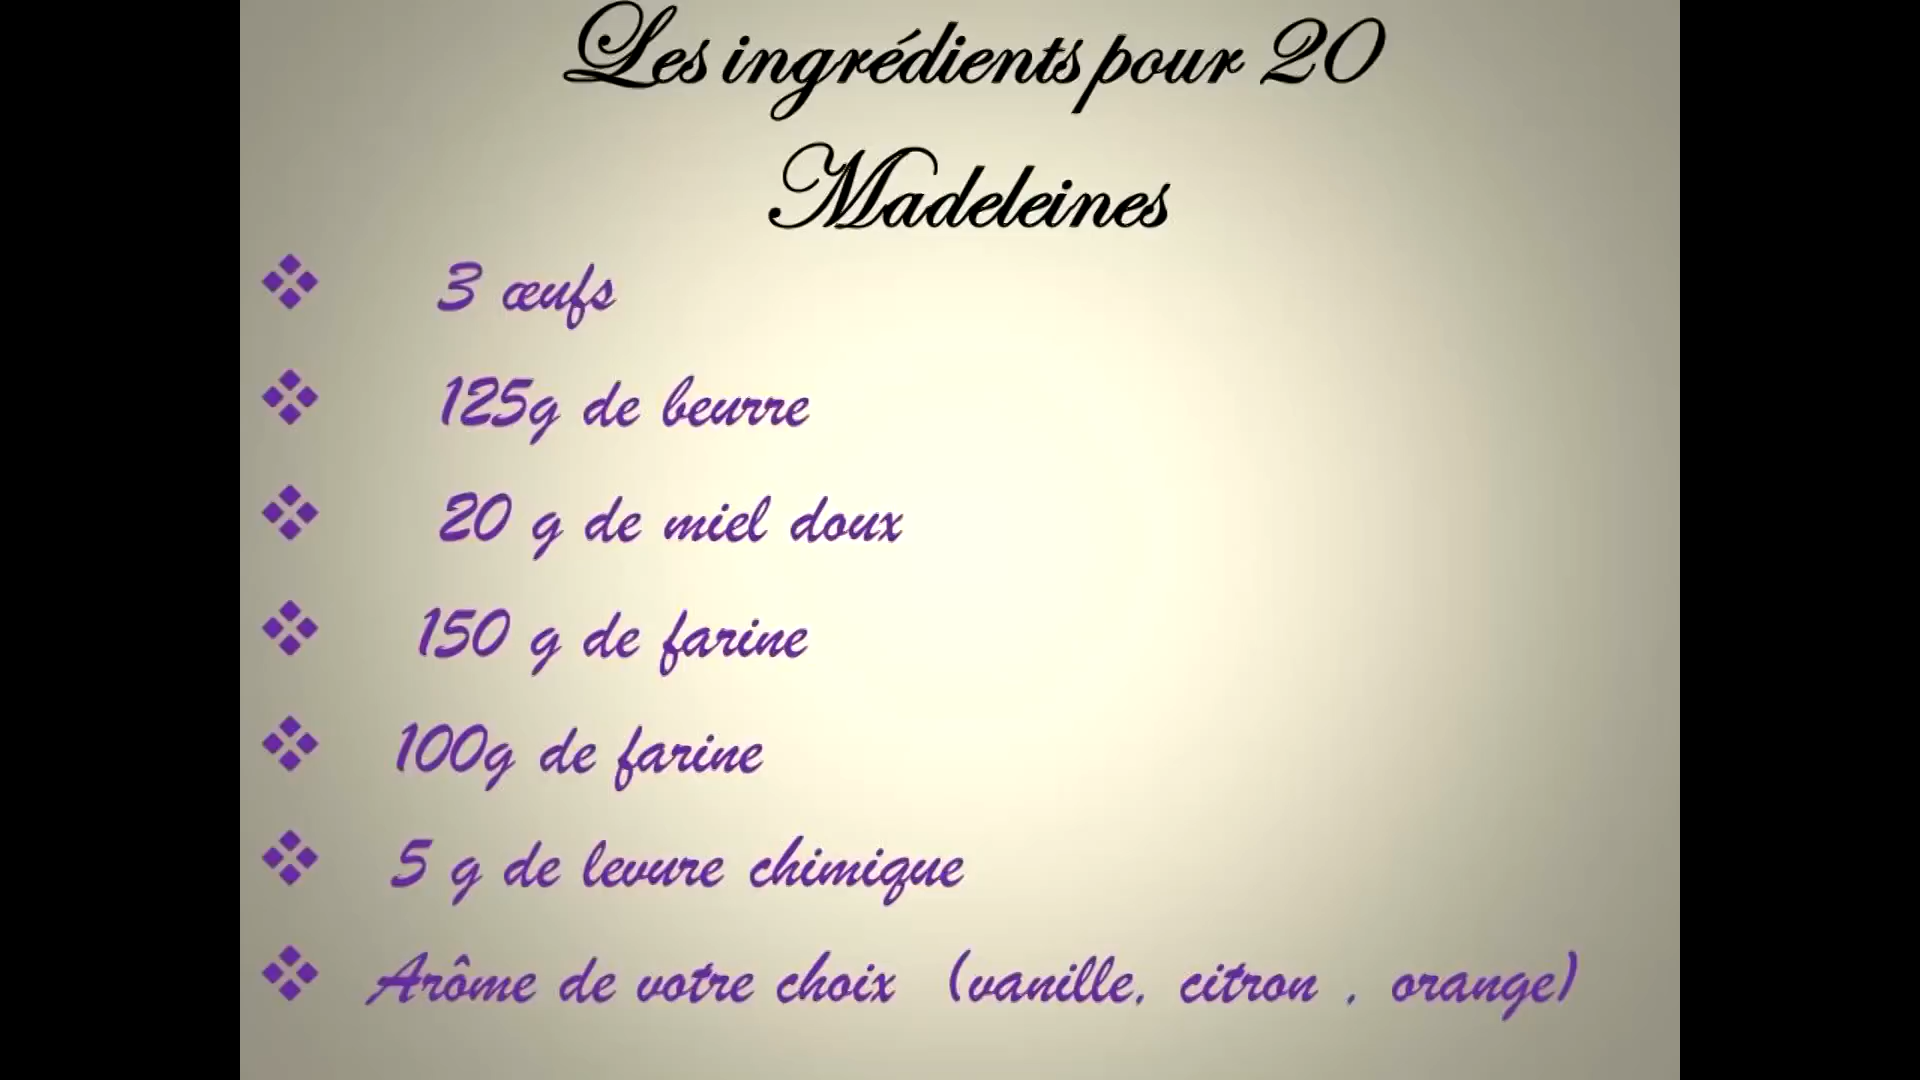 Les ingrédients pour 20
Madeleines
3 œufs
125g de beurre
20 g de miel doux
150 g de farine
100g de farine
5 g de levure chimique
Arôme de votre choix (vanille, citron , orange)